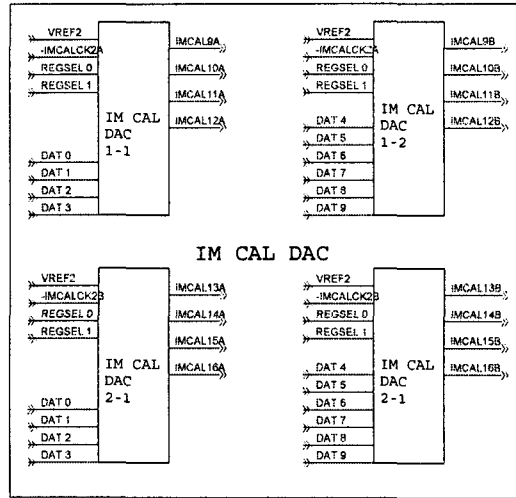 VREF2
-IMCALCK2A
REGSEL 0
REGSEL 1
DAT 0
DAT 1
DAT 2
DAT 3
IM CAL
DAC
1-1
IMCAL9A
IMCAL10A
IMCAL11A
IMCAL12A
VREF2
-IMCALCK2A
REGSEL 0
REGSEL 1
DAT 4
DAT 5
DAT 6
DAT 7
DAT 8
DAT 9
IM CAL
DAC
1-2
IMCAL9B
IMCAL10B
IMCAL11B
IMCAL12B
IM CAL DAC
VREF2
-IMCALCK2B
REGSEL 0
REGSEL 1
DAT 0
DAT 1
DAT 2
DAT 3
IM CAL
DAC
2-1
IMCAL13A
IMCAL14A
IMCAL15A
IMCAL16A
VREF2
-IMCALCK2B
REGSEL 0
REGSEL 1
DAT 4
DAT 5
DAT 6
DAT 7
DAT 8
DAT 9
IM CAL
DAC
2-1
IMCAL13B
IMCAL14B
IMCAL15B
IMCAL16B